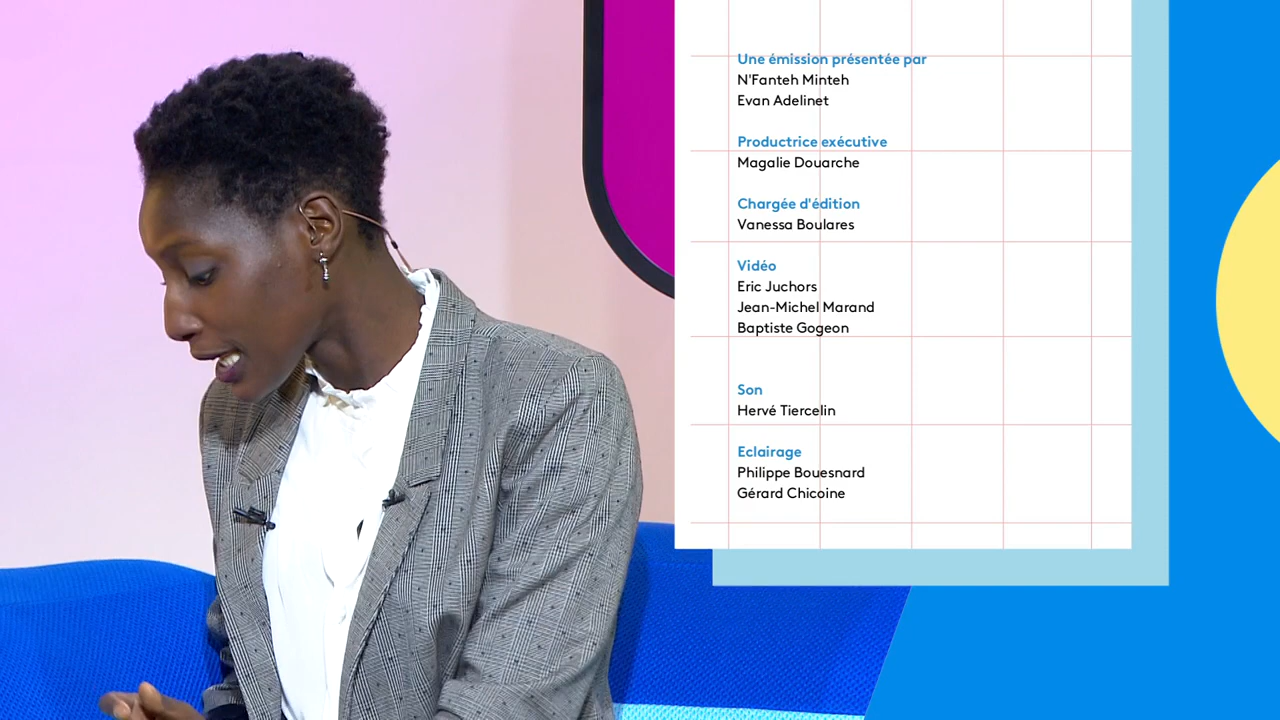 Une émission présentée par
N'Fanteh Minteh
Evan Adelinet
Productrice exécutive
Magalie Douarche
Chargée d'édition
Vanessa Boulares
Vidéo
Eric Juchors
Jean-Michel Marand
Baptiste Gogeon
Son
Hervé Tiercelin
Eclairage
Philippe Bouesnard
Gérard Chicoine